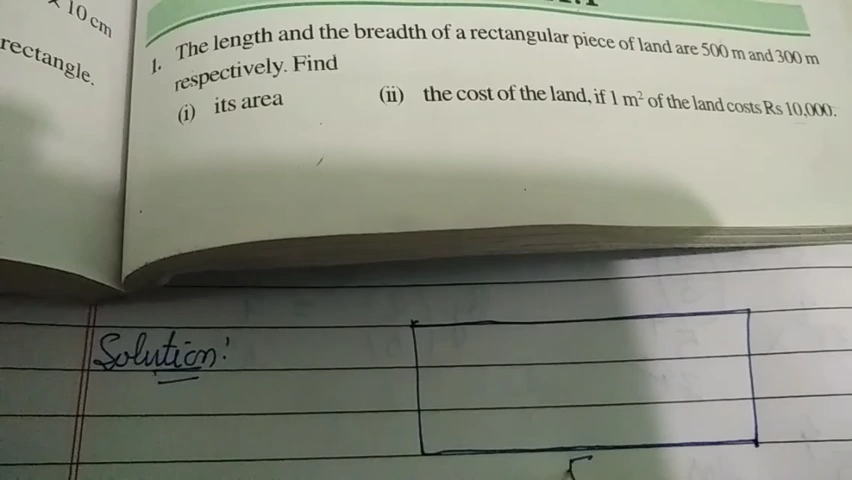 × 10 cm
rectangle.
1. The length and the breadth of a rectangular piece of land are 500 m and 300 m
respectively. Find
(i) its area (ii) the cost of the land, if 1 m² of the land costs Rs 10,000.
Solution: